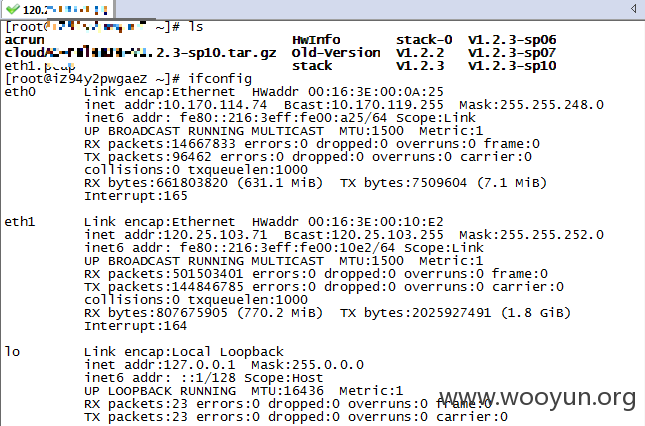 120.2
[root@ ~]# ls
acrun HwInfo stack-0 v1.2.2-sp06
cloud .2.3-sp10.tar.gz Old-Version v1.2.2 v1.2.3-sp07
eth1.pcap stack v1.2.3 v1.2.3-sp10
[root@iZ94y2pwgaeZ ~]# ifconfig
eth0 Link encap:Ethernet HWaddr 00:16:3E:00:0A:25
inet addr:10.170.114.74 Bcast:10.170.119.255 Mask:255.255.248.0
inet6 addr: fe80::216:3eff:fe00:a25/64 Scope:Link
UP BROADCAST RUNNING MULTICAST MTU:1500 Metric:1
RX packets:14667833 errors:0 dropped:0 overruns:0 frame:0
TX packets:96462 errors:0 dropped:0 overruns:0 carrier:0
collisions:0 txqueuelen:1000
RX bytes:661803820 (631.1 MiB) TX bytes:7509604 (7.1 MiB)
Interrupt:165
eth1 Link encap:Ethernet HWaddr 00:16:3E:00:10:E2
inet addr:120.25.103.71 Bcast:120.25.103.255 Mask:255.255.252.0
inet6 addr: fe80::216:3eff:fe00:10e2/64 Scope:Link
UP BROADCAST RUNNING MULTICAST MTU:1500 Metric:1
RX packets:501503401 errors:0 dropped:0 overruns:0 frame:0
TX packets:144846785 errors:0 dropped:0 overruns:0 carrier:0
collisions:0 txqueuelen:1000
RX bytes:807675905 (770.2 MiB) TX bytes:2025927491 (1.8 GiB)
Interrupt:164
lo Link encap:Local Loopback
inet addr:127.0.0.1 Mask:255.0.0.0
inet6 addr: ::1/128 Scope:Host
UP LOOPBACK RUNNING MTU:16436 Metric:1
RX packets:23 errors:0 dropped:0 overruns:0 frame:0
TX packets:23 errors:0 dropped:0 overruns:0 carrier:0
www.wooyun.org